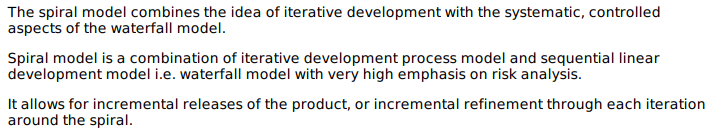 The spiral model combines the idea of iterative development with the systematic, controlled
aspects of the waterfall model.
Spiral model is a combination of iterative development process model and sequential linear
development model i.e. waterfall model with very high emphasis on risk analysis.
It allows for incremental releases of the product, or incremental refinement through each iteration
around the spiral.